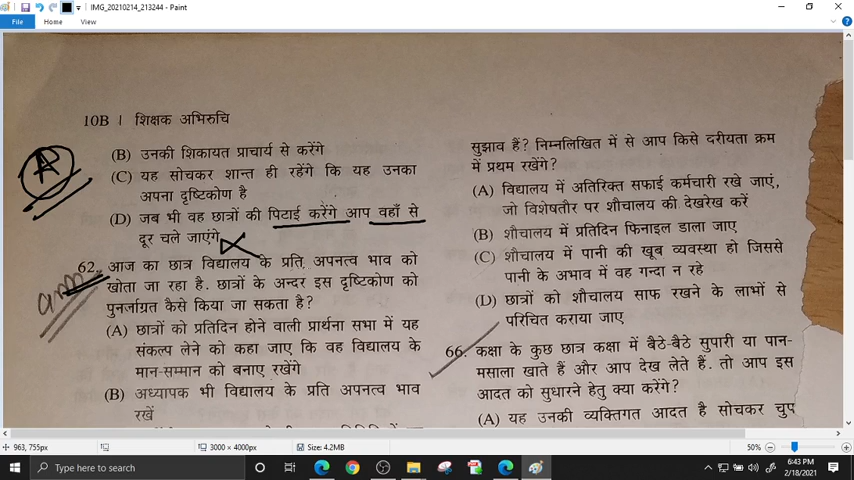 IMG_20210214_213244 - Paint
File
Home
View
10B | शिक्षक अभिरुचि
A
(B) उनकी शिकायत प्राचार्य से करेंगे
(C) यह सोचकर शान्त ही रहेंगे कि यह उनका
अपना दृष्टिकोण है
(D) जब भी वह छात्रों की पिटाई करेंगे आप वहाँ से
दूर चले जाएंगे
62. आज का छात्र विद्यालय के प्रति अपनत्व भाव को
खोता जा रहा है. छात्रों के अन्दर इस दृष्टिकोण को
पुनर्जाग्रत कैसे किया जा सकता है?
(A) छात्रों को प्रतिदिन होने वाली प्रार्थना सभा में यह
संकल्प लेने को कहा जाए कि वह विद्यालय के
मान-सम्मान को बनाए रखेंगे
(B) अध्यापक भी विद्यालय के प्रति अपनत्व भाव
रखें
सुझाव हैं? निम्नलिखित में से आप किसे वरीयता क्रम
में प्रथम रखेंगे?
(A) विद्यालय में अतिरिक्त सफाई कर्मचारी रखे जाएं,
जो विशेषतौर पर शौचालय की देखरेख करें
(B) शौचालय में प्रतिदिन फिनाइल डाला जाए
(C) शौचालय में पानी की खूब व्यवस्था हो जिससे
पानी के अभाव में वह गन्दा न रहे
(D) छात्रों को शौचालय साफ रखने के लाभों से
परिचित कराया जाए
66. कक्षा के कुछ छात्र कक्षा में बैठे-बैठे सुपारी या पान-
मसाला खाते हैं और आप देख लेते हैं. तो आप इस
आदत को सुधारने हेतु क्या करेंगे?
(A) यह उनकी व्यक्तिगत आदत है सोचकर चुप
963, 755px
3000 × 4000px
Size: 4.2MB
50%
Type here to search
6:43 PM
2/18/2021